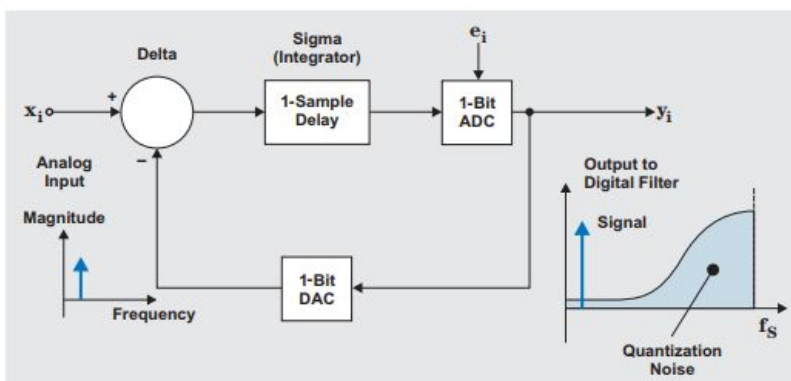 Sigma
(Integrator)
Delta
e_i
+
x_i
1-Sample
Delay
1-Bit
ADC
y_i
–
Analog
Input
Magnitude
Frequency
1-Bit
DAC
Output to
Digital Filter
Signal
f_S
Quantization
Noise